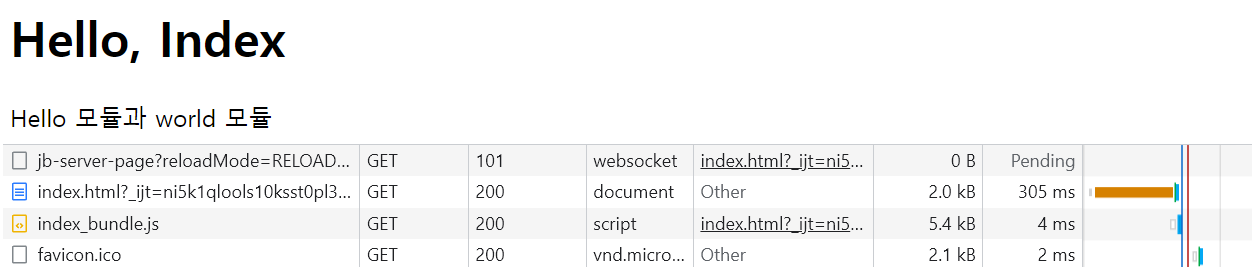 Hello, Index
Hello 모듈과 world 모듈
jb-server-page?reloadMode=RELOAD... GET 101 websocket index.html?_ijt=ni5... 0 B Pending
index.html?_ijt=ni5k1qlools10ksst0pl3... GET 200 document Other 2.0 kB 305 ms
index_bundle.js GET 200 script index.html?_ijt=ni5... 5.4 kB 4 ms
favicon.ico GET 200 vnd.micro... Other 2.1 kB 2 ms